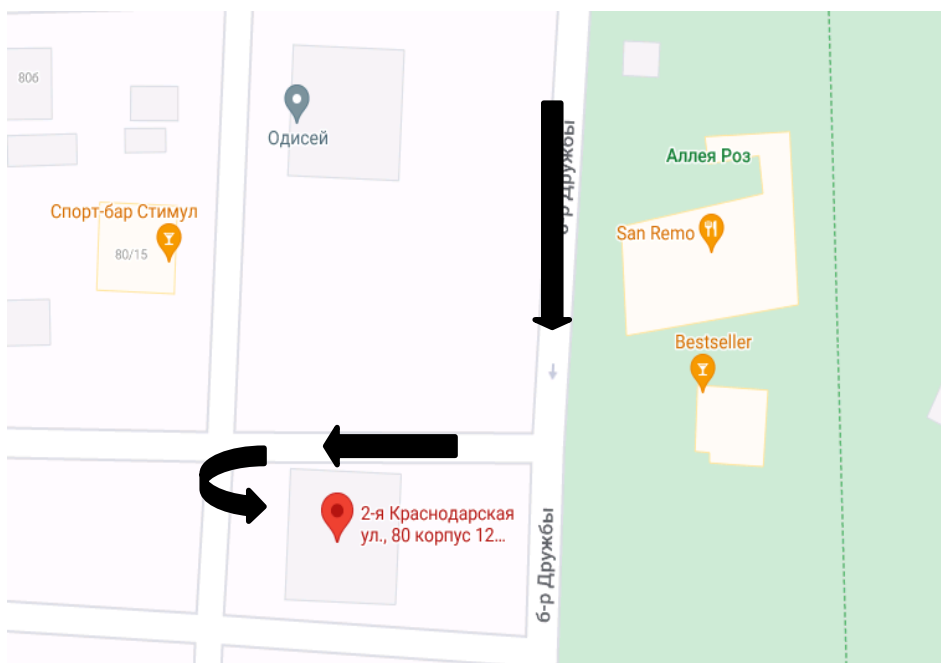 806
Одисей
Спорт-бар Стимул
80/15
б-р Дружбы
Аллея Роз
San Remo
Bestseller
2-я Краснодарская
ул., 80 корпус 12...
б-р Дружбы